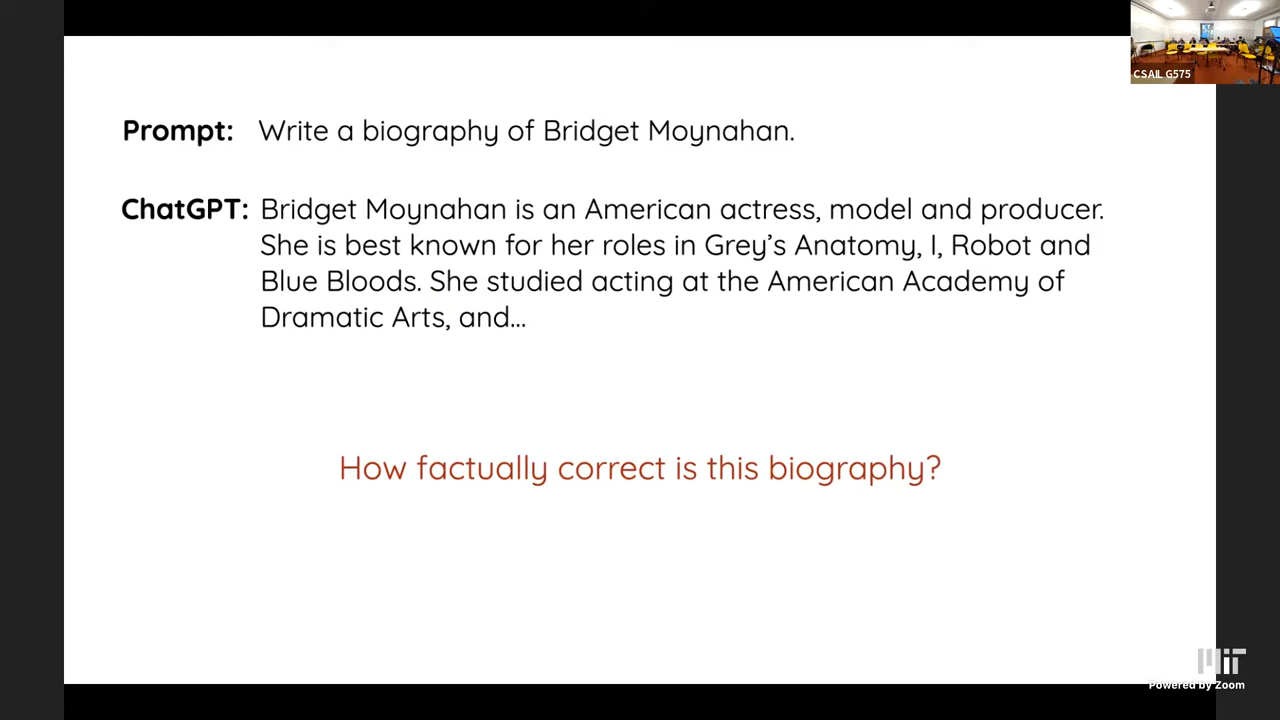 CSAIL G575
Prompt: Write a biography of Bridget Moynahan.
ChatGPT: Bridget Moynahan is an American actress, model and producer.
She is best known for her roles in Grey’s Anatomy, I, Robot and
Blue Bloods. She studied acting at the American Academy of
Dramatic Arts, and...
How factually correct is this biography?
MIT
Powered by Zoom